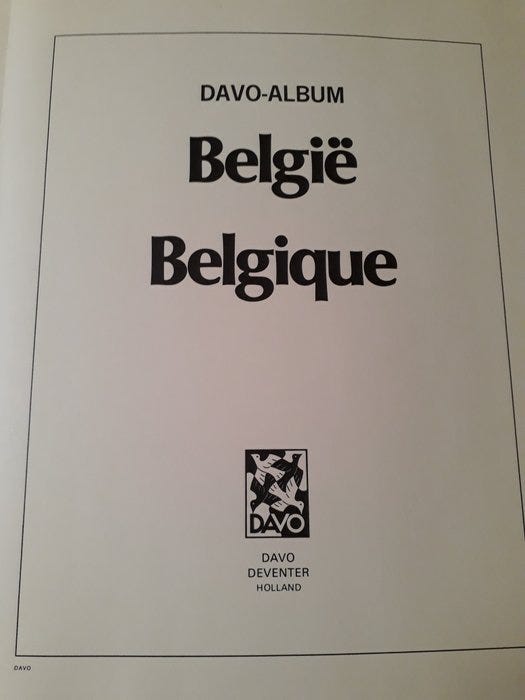 DAVO-ALBUM
België
Belgique
DAVO
DAVO
DEVENTER
HOLLAND
DAVO